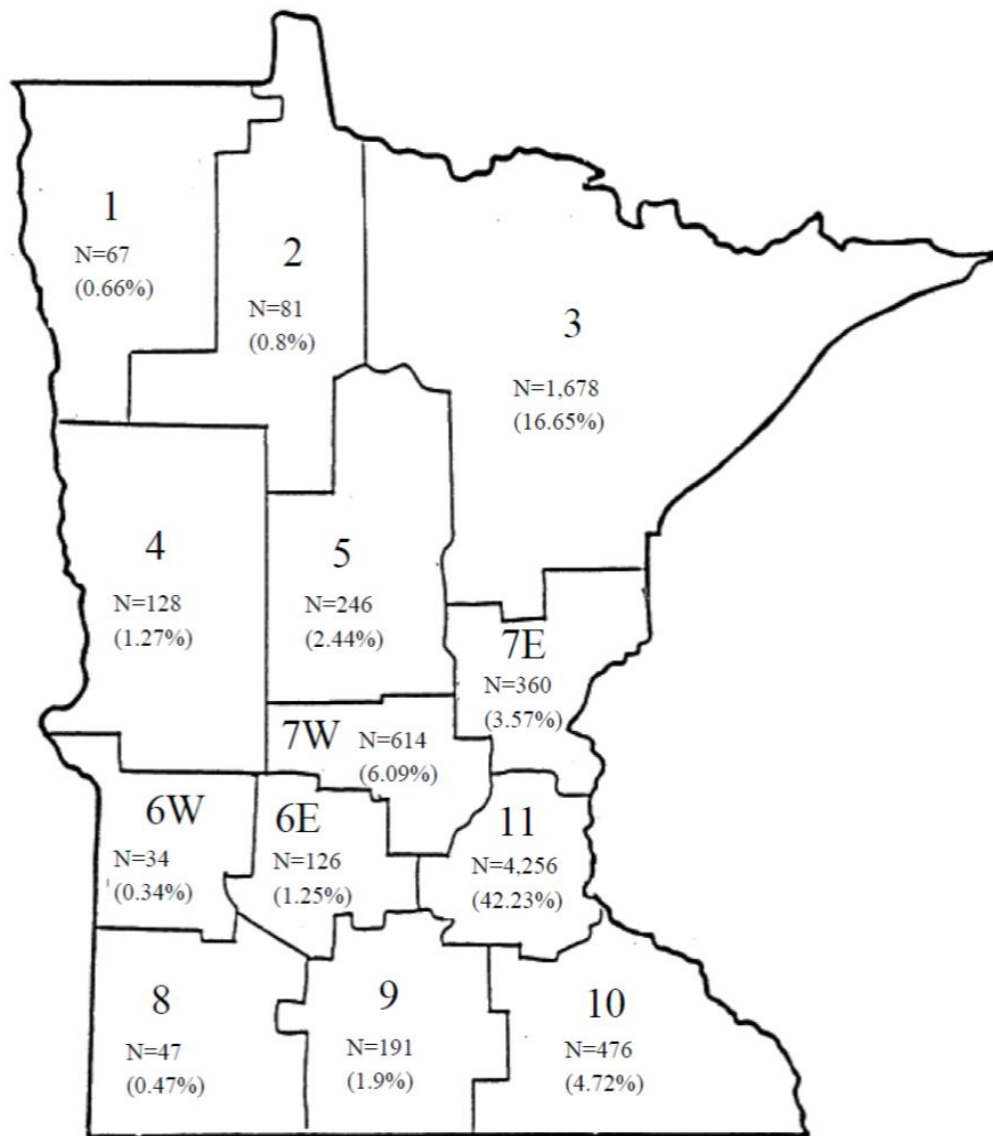 1
N=67
(0.66%)
2
N=81
(0.8%)
3
N=1,678
(16.65%)
4
N=128
(1.27%)
5
N=246
(2.44%)
7E
N=360
(3.57%)
7W
N=614
(6.09%)
6W
N=34
(0.34%)
6E
N=126
(1.25%)
11
N=4,256
(42.23%)
8
N=47
(0.47%)
9
N=191
(1.9%)
10
N=476
(4.72%)